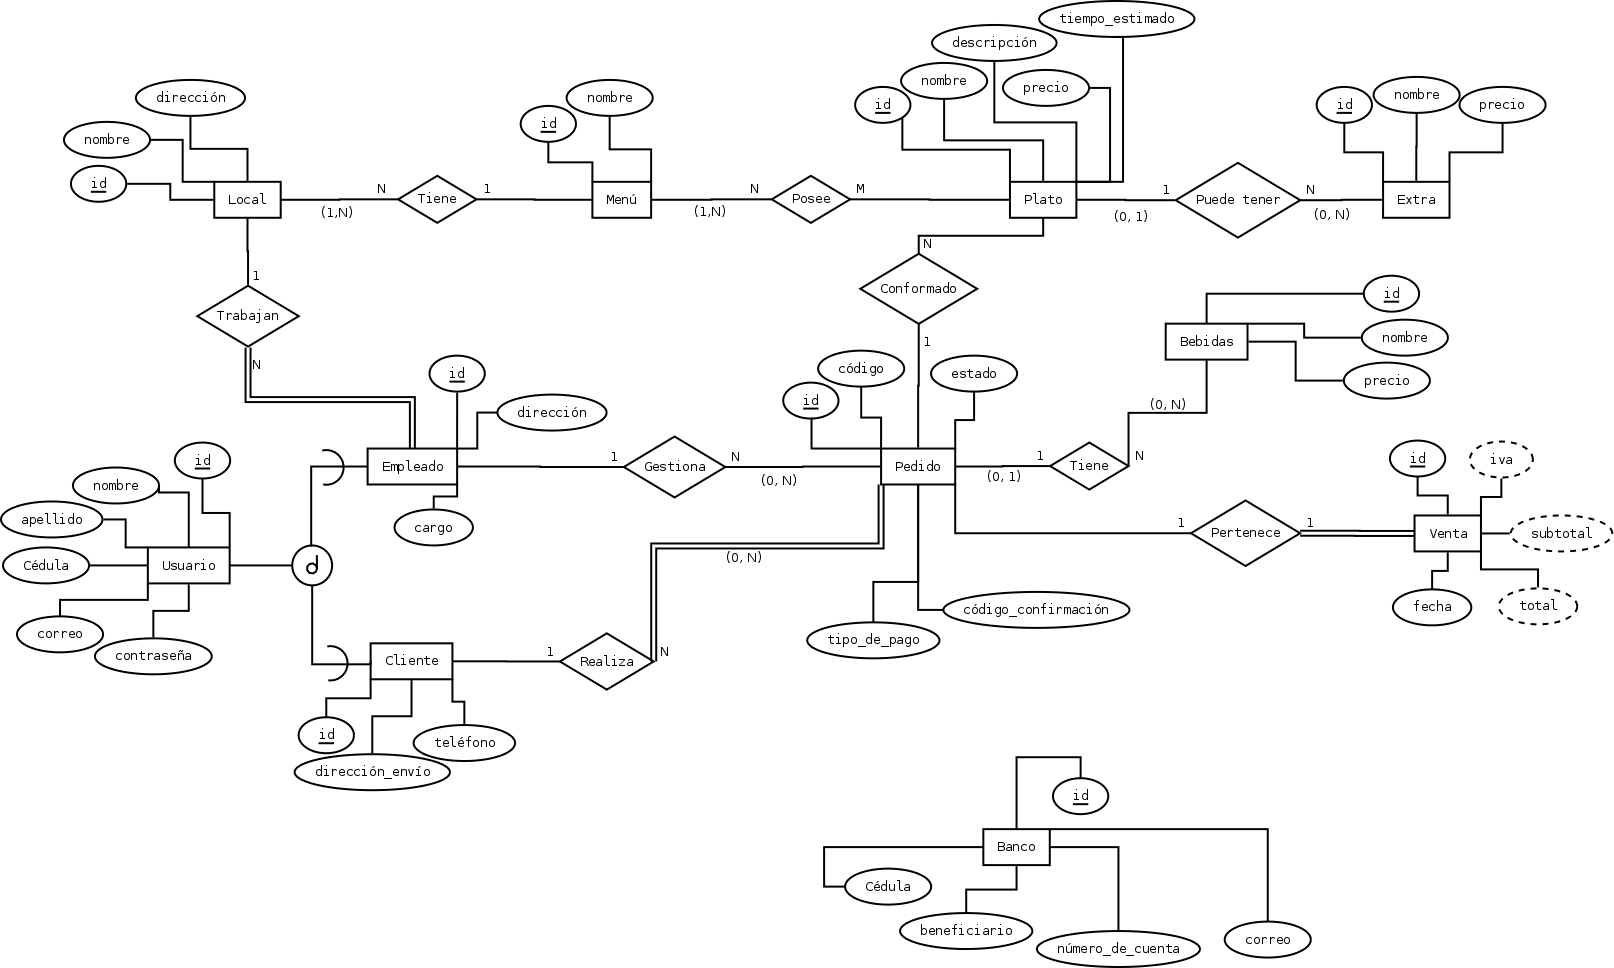 tiempo_estimado
descripción
nombre
precio
id
nombre
id
dirección
nombre
id
nombre
id
nombre
precio
Local
N
(1,N)
Tiene
1
Menú
N
(1,N)
Posee
M
Plato
1
(0, 1)
Puede tener
N
(0, N)
Extra
N
Conformado
1
1
Trabajan
N
id
nombre
precio
Bebidas
(0, N)
id
dirección
código
id
estado
Empleado
1
Gestiona
N
(0, N)
Pedido
1
(0, 1)
Tiene
N
cargo
id
nombre
apellido
Cédula
Usuario
correo
contraseña
d
id
iva
subtotal
total
fecha
Venta
1
Pertenece
1
(0, N)
código_confirmación
tipo_de_pago
Cliente
1
Realiza
N
id
teléfono
dirección_envío
id
Banco
Cédula
beneficiario
número_de_cuenta
correo